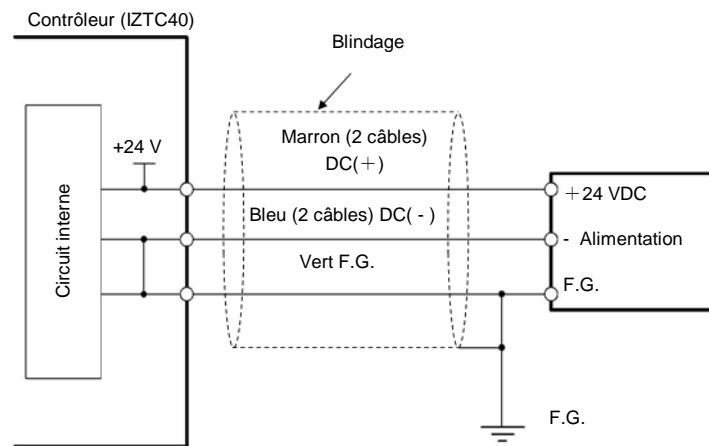 Contrôleur (IZTC40)
Blindage
+24 V
Marron (2 câbles)
DC(+)
+24 VDC
Bleu (2 câbles) DC( - )
- Alimentation
Circuit interne
Vert F.G.
F.G.
F.G.